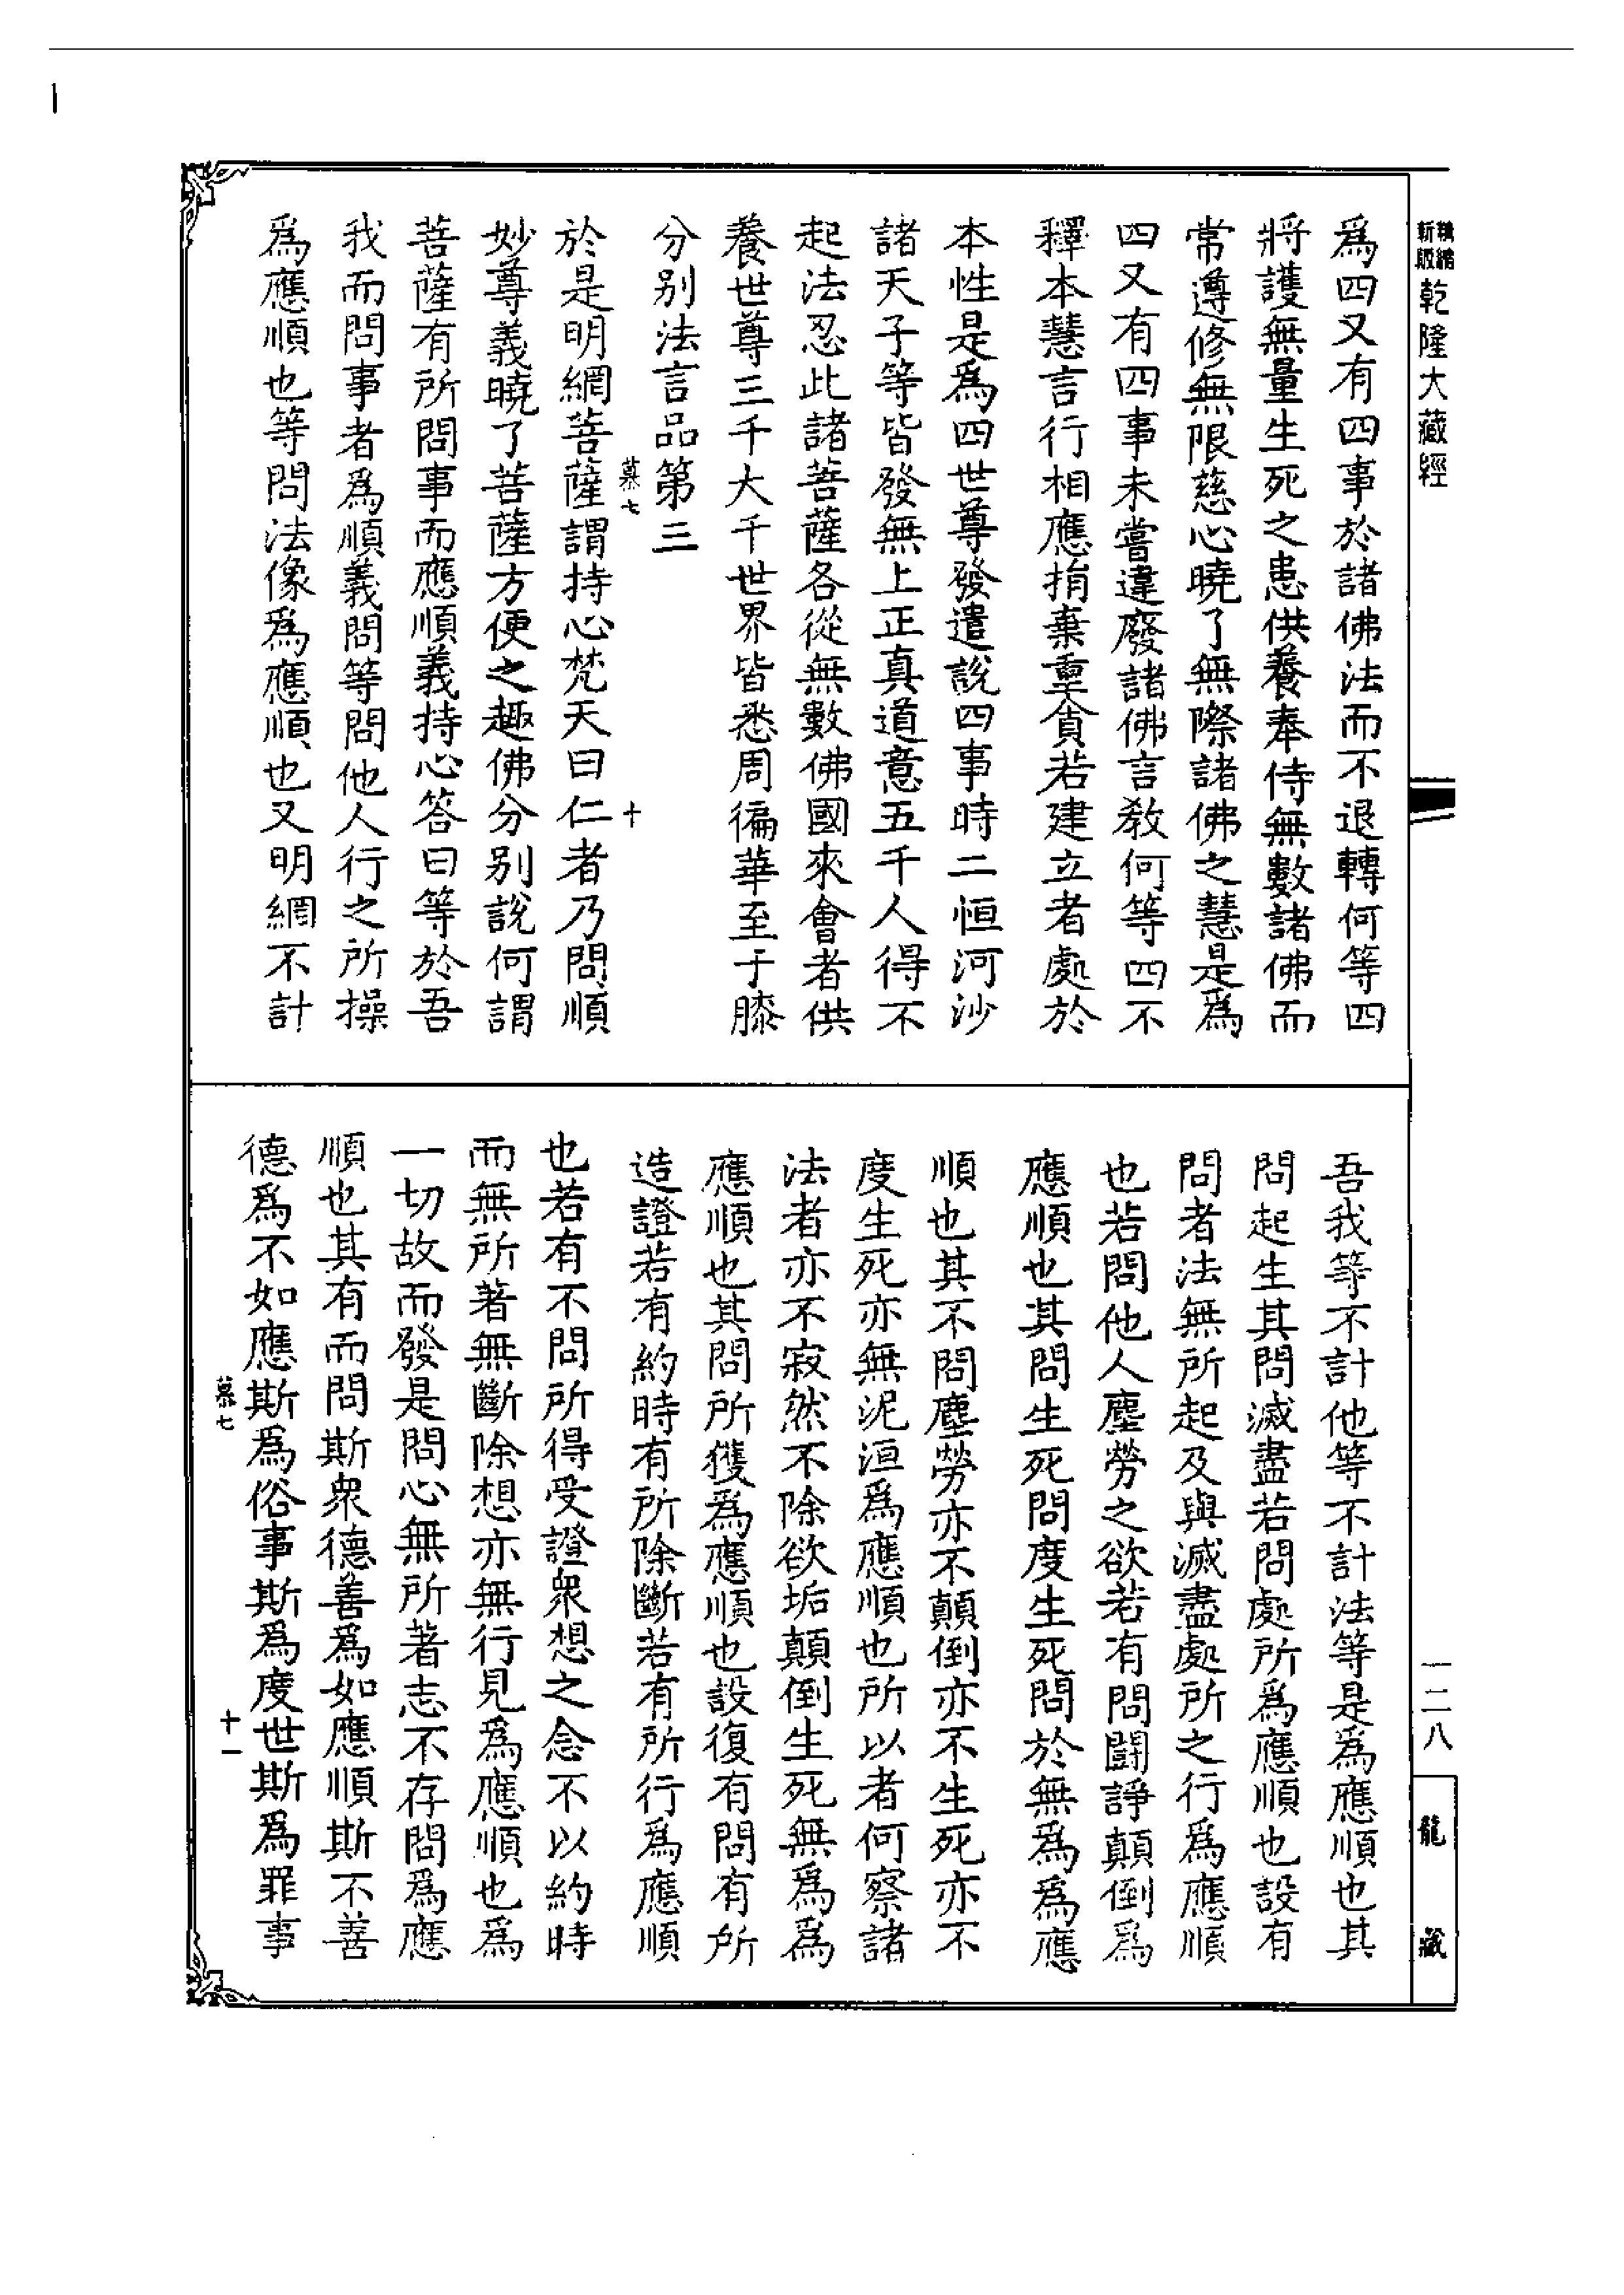 精縮新版乾隆大藏經
一二八
龍藏
爲四又有四事於諸佛法而不退轉何等四
將護無量生死之患供養奉侍無數諸佛而
常遵修無限慈心曉了無際諸佛之慧是爲
四又有四事未嘗違廢諸佛言教何等四不
釋本慧言行相應捐棄重貪若建立者處於
本性是爲四世尊發遣說四事時二恒河沙
諸天子等皆發無上正真道意五千人得不
起法忍此諸菩薩各從無數佛國來會者供
養世尊三千大千世界皆悉周徧華至于膝
分别法言品第三
慕七 十
於是明網菩薩謂持心梵天曰仁者乃問順
妙尊義曉了菩薩方便之趣佛分别說何謂
菩薩有所問事而應順義持心答曰等於吾
我而問事者爲順義問等問他人行之所操
爲應順也等問法像爲應順也又明網不計
吾我等不計他等不計法等是爲應順也其
問起生其問滅盡若問處所爲應順也設有
問者法無所起及與滅盡處所之行爲應順
也若問他人塵勞之欲若有問鬪諍顛倒爲
應順也其問生死問度生死問於無爲爲應
順也其不問塵勞亦不顛倒亦不生死亦不
度生死亦無泥洹爲應順也所以者何察諸
法者亦不寂然不除欲垢顛倒生死無爲爲
應順也其問所獲爲應順也設復有問有所
造證若有約時有所除斷若有所行爲應順
也若有不問所得受證衆想之念不以約時
而無所著無斷除想亦無行見爲應順也爲
一切故而發是問心無所著志不存問爲應
順也其有而問斯衆德善爲如應順斯不善
德爲不如應斯爲俗事斯爲度世斯爲罪事
慕七 十一